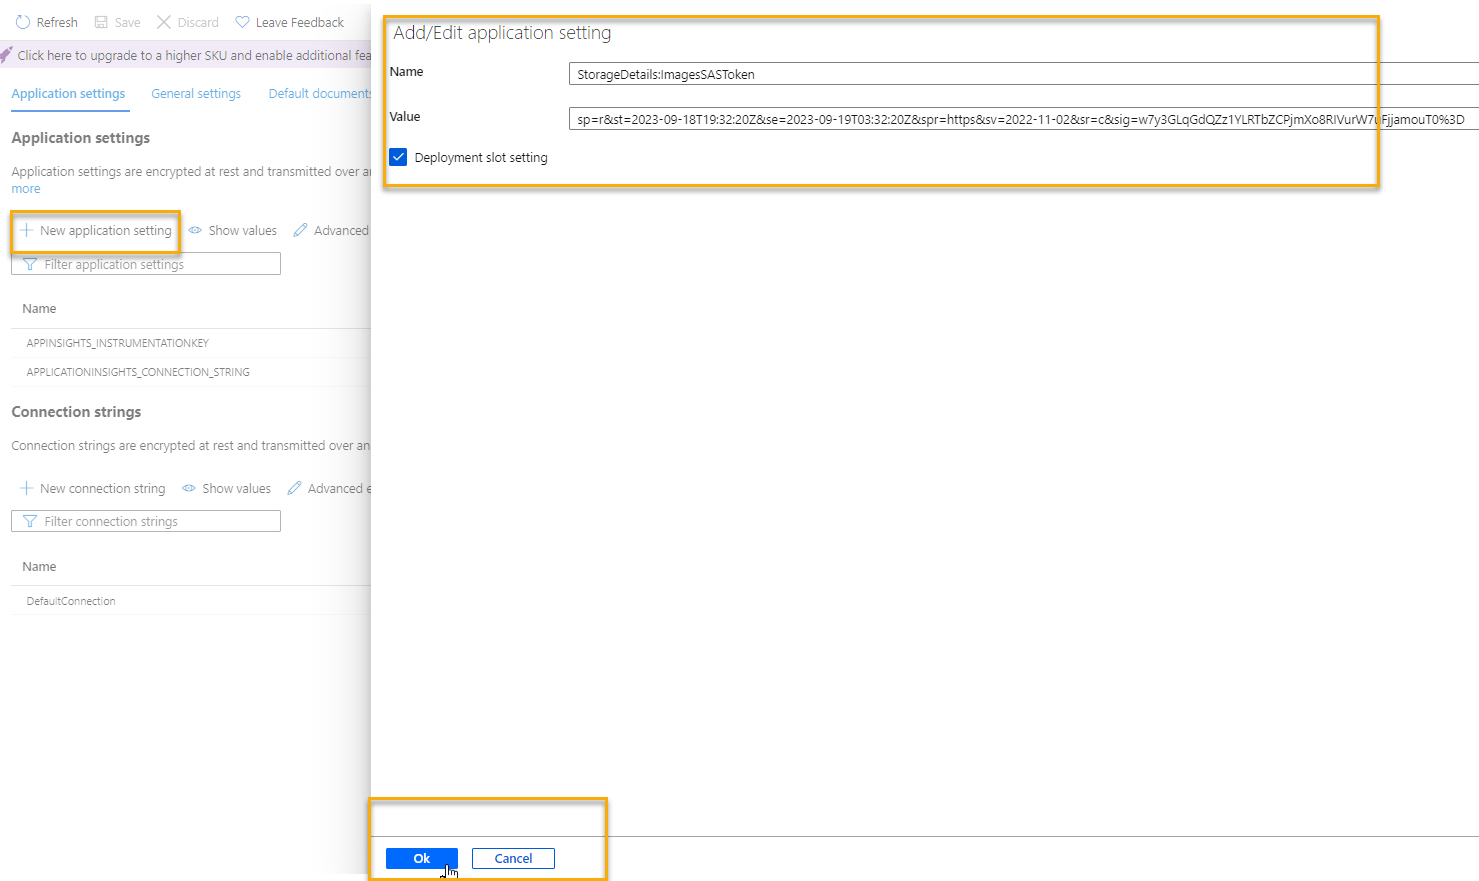 Refresh Save Discard Leave Feedback
Click here to upgrade to a higher SKU and enable additional fea
Application settings General settings Default documents
Application settings
Application settings are encrypted at rest and transmitted over an
more
New application setting Show values Advanced
Filter application settings
Name
APPINSIGHTS_INSTRUMENTATIONKEY
APPLICATIONINSIGHTS_CONNECTION_STRING
Connection strings
Connection strings are encrypted at rest and transmitted over an
New connection string Show values Advanced e
Filter connection strings
Name
DefaultConnection
Add/Edit application setting
Name
StorageDetails:ImagesSASToken
Value
sp=r&st=2023-09-18T19:32:20Z&se=2023-09-19T03:32:20Z&spr=https&sv=2022-11-02&sr=c&sig=w7y3GLqGdQZz1YLRTbZCPjmXo8RIVurW7uFjjamouT0%3D
Deployment slot setting
Ok Cancel